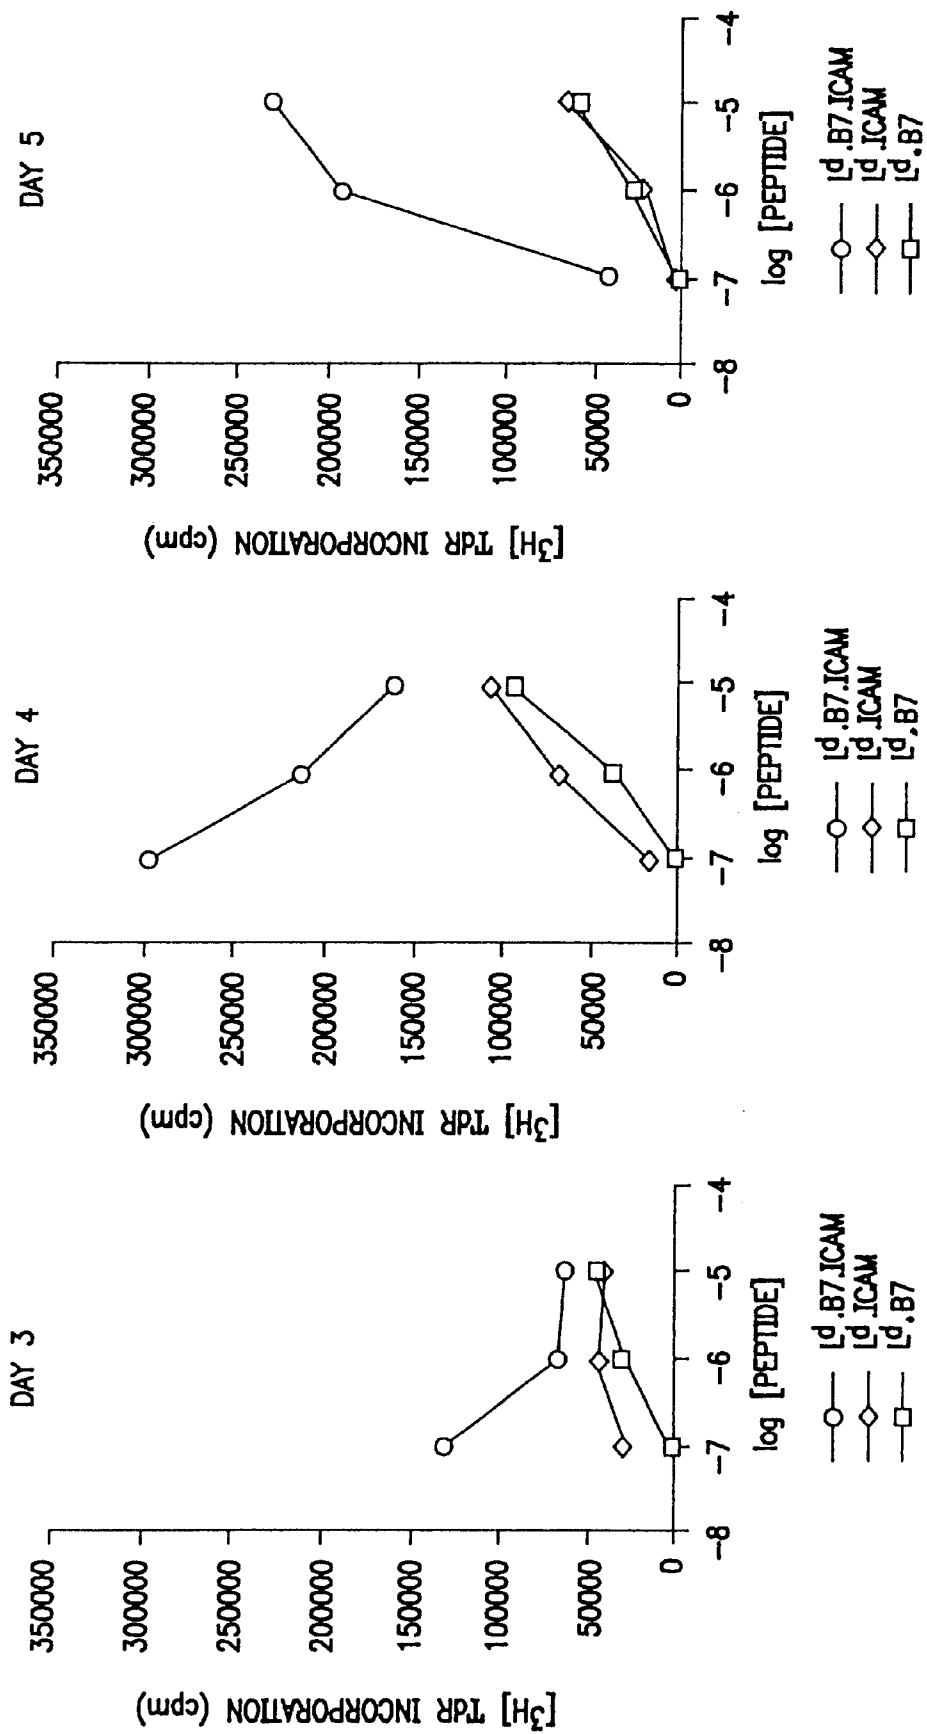 DAY 3
[3H] TdR INCORPORATION (cpm)
350000
300000
250000
200000
150000
100000
50000
0
-8
-7
-6
-5
-4
log [PEPTIDE]
Ld.B7.ICAM
Ld.ICAM
Ld.B7
DAY 4
[3H] TdR INCORPORATION (cpm)
350000
300000
250000
200000
150000
100000
50000
0
-8
-7
-6
-5
-4
log [PEPTIDE]
Ld.B7.ICAM
Ld.ICAM
Ld.B7
DAY 5
[3H] TdR INCORPORATION (cpm)
350000
300000
250000
200000
150000
100000
50000
0
-8
-7
-6
-5
-4
log [PEPTIDE]
Ld.B7.ICAM
Ld.ICAM
Ld.B7